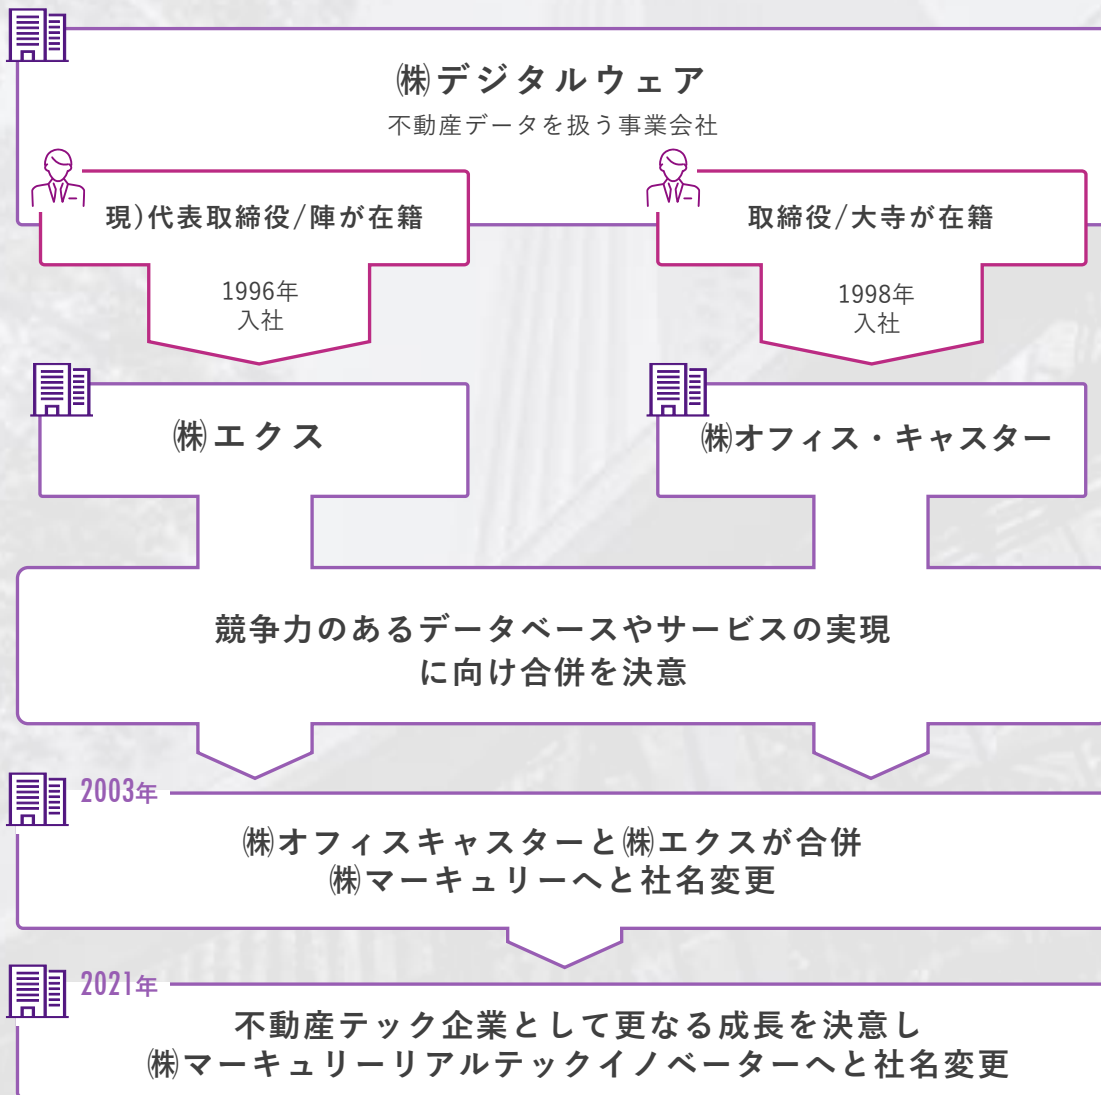 ㈱デジタルウェア
不動産データを扱う事業会社
現)代表取締役/陣が在籍
取締役/大寺が在籍
1996年
入社
1998年
入社
㈱エクス
㈱オフィス・キャスター
競争力のあるデータベースやサービスの実現
に向け合併を決意
2003年
㈱オフィスキャスターと㈱エクスが合併
㈱マーキュリーへと社名変更
2021年
不動産テック企業として更なる成長を決意し
㈱マーキュリーリアルテックイノベーターへと社名変更